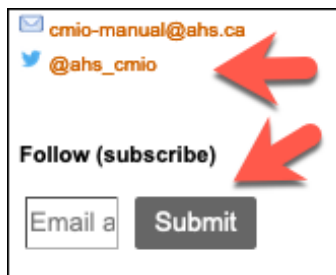 cmio-manual@ahs.ca
@ahs_cmio
Follow (subscribe)
Email a Submit